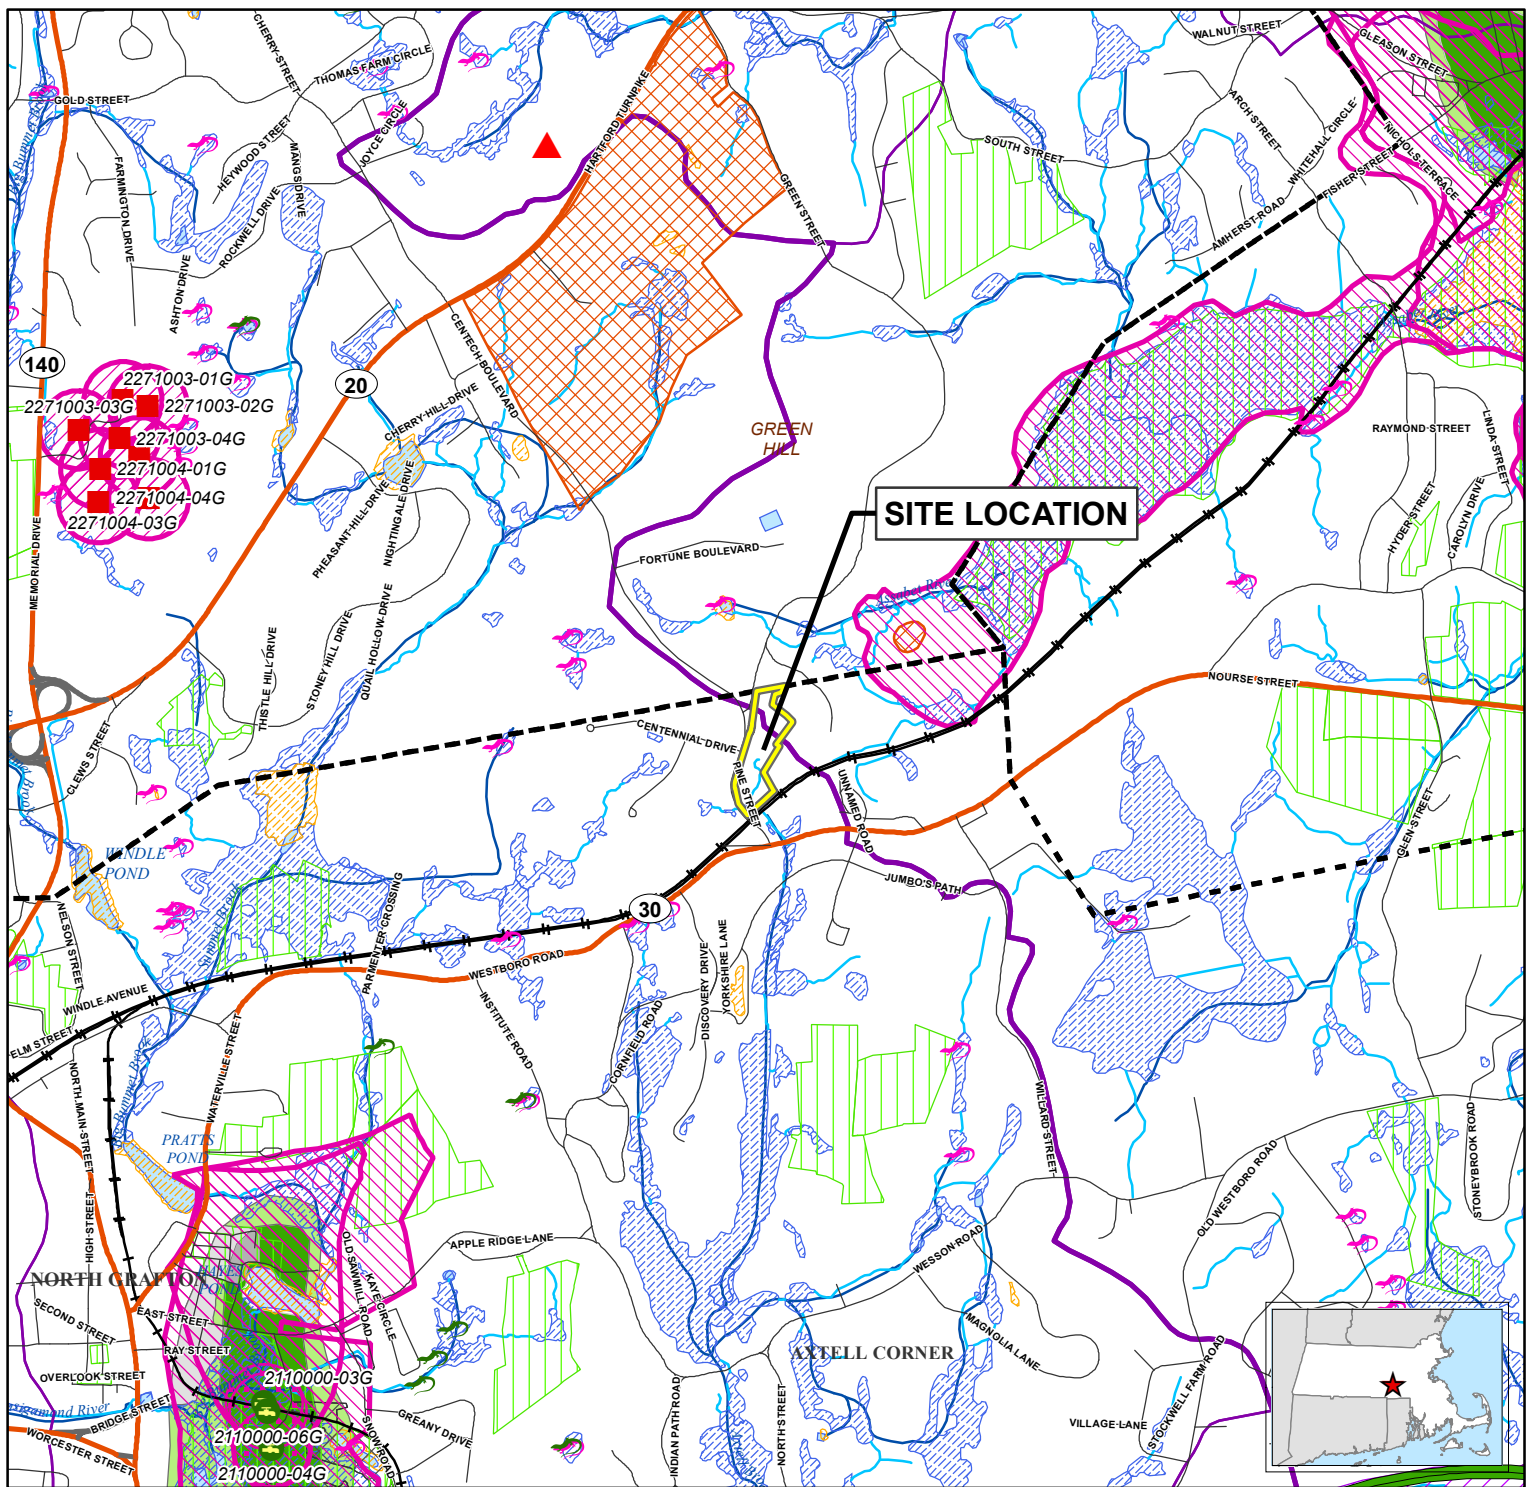 WALNUT STREET
GLEASON STREET
CHERRY STREET
THOMAS FARM CIRCLE
GOLD STREET
HARTFORD TURNPIKE
ARCH STREET
WHITEHALL CIRCLE
NICHOLS TERRACE
JOYCE CIRCLE
HEYWOOD STREET
MANGS DRIVE
FARMINGTON DRIVE
ROCKWELL DRIVE
SOUTH STREET
FISHER STREET
GREEN STREET
AMHERST ROAD
ASHTON DRIVE
CENTECH BOULEVARD
140
20
2271003-01G
2271003-03G
2271003-02G
2271003-04G
2271004-01G
2271004-04G
2271004-03G
CHERRY HILL DRIVE
GREEN
HILL
RAYMOND STREET
LINDA STREET
SITE LOCATION
PHEASANT HILL DRIVE
NIGHTINGALE DRIVE
HYDER STREET
CAROLYN DRIVE
MEMORIAL DRIVE
FORTUNE BOULEVARD
Assabet River
THISTLE HILL DRIVE
STONEY HILL DRIVE
QUAIL HOLLOW DRIVE
NOURSE STREET
CLEWS STREET
CENTENNIAL DRIVE
PINE STREET
UNNAMED ROAD
GLEN STREET
WINDLE
POND
JUMBO'S PATH
PARMENTER CROSSING
30
NELSON STREET
DISCOVERY DRIVE
YORKSHIRE LANE
WESTBORO ROAD
WINDLE AVENUE
ELM STREET
INSTITUTE ROAD
CORNFIELD ROAD
WATERVILLE STREET
NORTH MAIN STREET
WILLARD STREET
PRATTS
POND
STONEYBROOK ROAD
OLD WESTBORO ROAD
HIGH STREET
APPLE RIDGE LANE
WESSON ROAD
NORTH GRAFTON
OLD SAWMILL ROAD
KAYE CIRCLE
SECOND STREET
EAST STREET
RAY STREET
MAGNOLIA LANE
AXTELL CORNER
OVERLOOK STREET
2110000-03G
BRIDGE STREET
2110000-06G
GREANY DRIVE
SNOW ROAD
WORCESTER STREET
2110000-04G
INDIAN PATH ROAD
NORTH STREET
VILLAGE LANE
STOCKWELL FARM ROAD